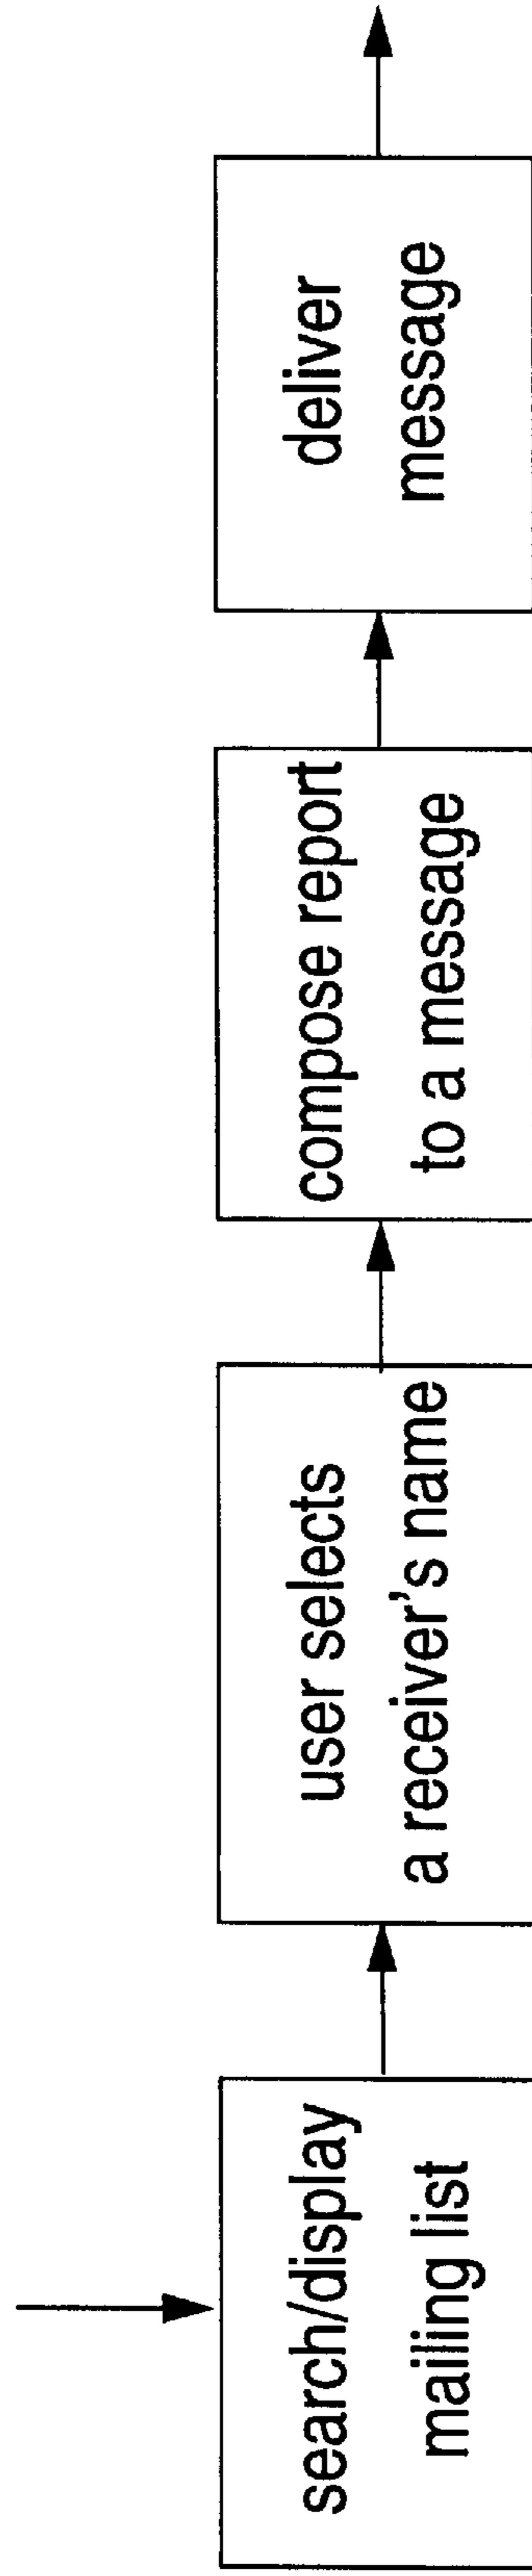 search/display
mailing list
user selects
a receiver's name
compose report
to a message
deliver
message